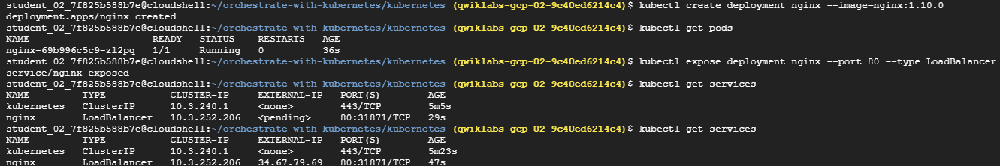 student_02_7f825b588b7e@cloudshell:~/orchestrate-with-kubernetes/kubernetes (qwiklabs-gcp-02-9c40ed6214c4)$ kubectl create deployment nginx --image=nginx:1.10.0
deployment.apps/nginx created
student_02_7f825b588b7e@cloudshell:~/orchestrate-with-kubernetes/kubernetes (qwiklabs-gcp-02-9c40ed6214c4)$ kubectl get pods
NAME READY STATUS RESTARTS AGE
nginx-69b996c5c9-zl2pq 1/1 Running 0 36s
student_02_7f825b588b7e@cloudshell:~/orchestrate-with-kubernetes/kubernetes (qwiklabs-gcp-02-9c40ed6214c4)$ kubectl expose deployment nginx --port 80 --type LoadBalancer
service/nginx exposed
student_02_7f825b588b7e@cloudshell:~/orchestrate-with-kubernetes/kubernetes (qwiklabs-gcp-02-9c40ed6214c4)$ kubectl get services
NAME TYPE CLUSTER-IP EXTERNAL-IP PORT(S) AGE
kubernetes ClusterIP 10.3.240.1 <none> 443/TCP 5m5s
nginx LoadBalancer 10.3.252.206 <pending> 80:31871/TCP 29s
student_02_7f825b588b7e@cloudshell:~/orchestrate-with-kubernetes/kubernetes (qwiklabs-gcp-02-9c40ed6214c4)$ kubectl get services
NAME TYPE CLUSTER-IP EXTERNAL-IP PORT(S) AGE
kubernetes ClusterIP 10.3.240.1 <none> 443/TCP 5m23s
nginx LoadBalancer 10.3.252.206 34.67.79.69 80:31871/TCP 47s